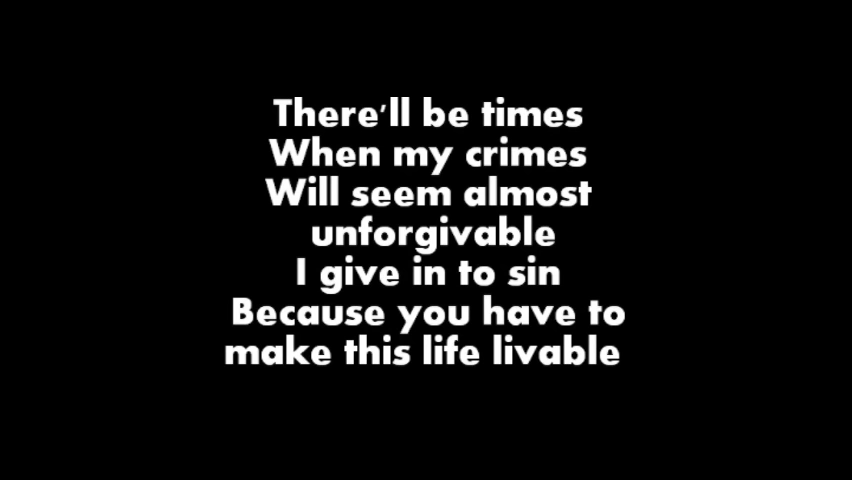 There'll be times
When my crimes
Will seem almost
unforgivable
I give in to sin
Because you have to
make this life livable